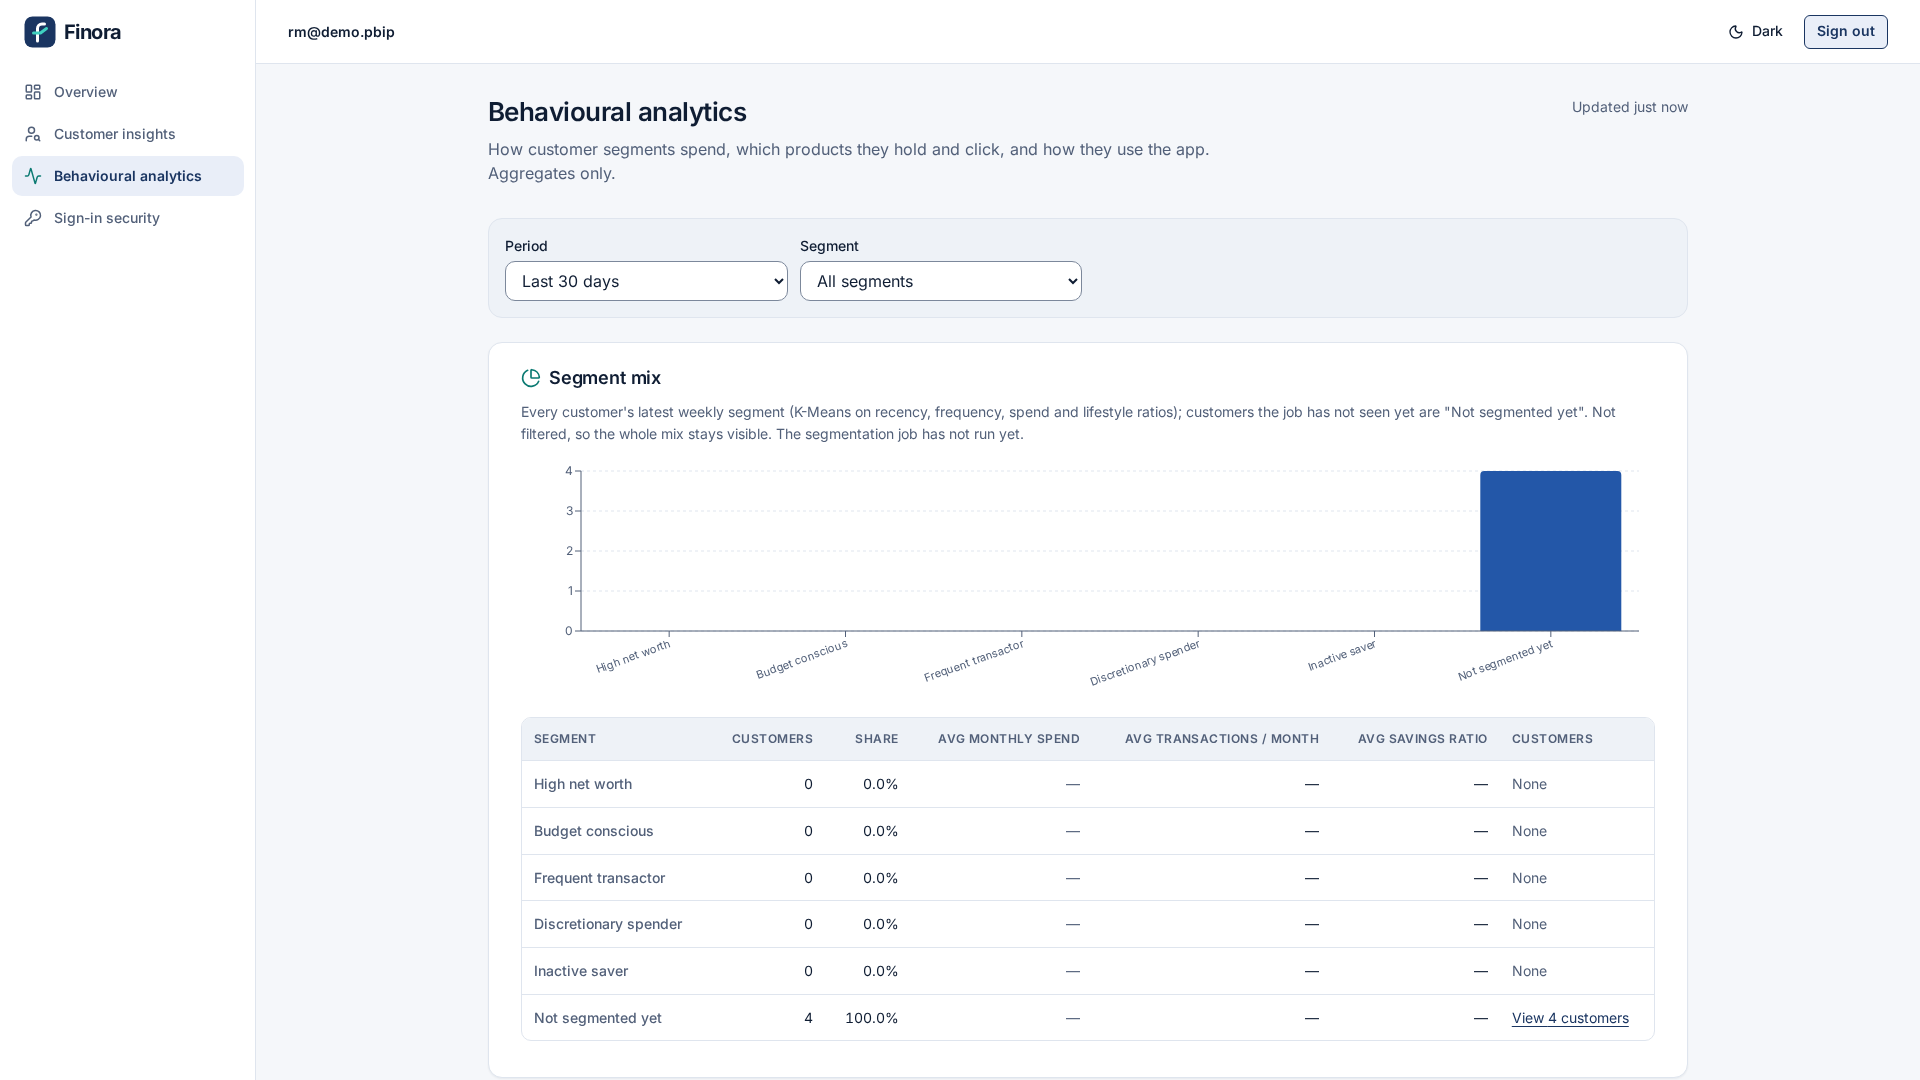 Finora
rm@demo.pbip
Dark
Sign out
Overview
Customer insights
Behavioural analytics
Sign-in security
Behavioural analytics
Updated just now
How customer segments spend, which products they hold and click, and how they use the app.
Aggregates only.
Period
Segment
Last 30 days
All segments
Segment mix
Every customer's latest weekly segment (K-Means on recency, frequency, spend and lifestyle ratios); customers the job has not seen yet are "Not segmented yet". Not
filtered, so the whole mix stays visible. The segmentation job has not run yet.
4
3
2
1
0
High net worth
Budget conscious
Frequent transactor
Discretionary spender
Inactive saver
Not segmented yet
SEGMENT CUSTOMERS SHARE AVG MONTHLY SPEND AVG TRANSACTIONS / MONTH AVG SAVINGS RATIO CUSTOMERS
High net worth 0 0.0% — — — None
Budget conscious 0 0.0% — — — None
Frequent transactor 0 0.0% — — — None
Discretionary spender 0 0.0% — — — None
Inactive saver 0 0.0% — — — None
Not segmented yet 4 100.0% — — — View 4 customers